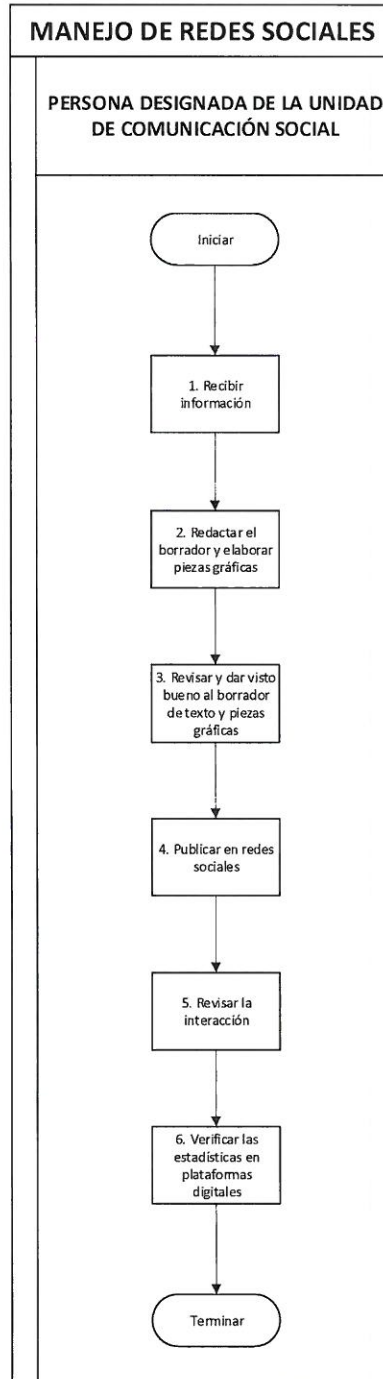 MANEJO DE REDES SOCIALES
PERSONA DESIGNADA DE LA UNIDAD
DE COMUNICACIÓN SOCIAL
Iniciar
1. Recibir
información
2. Redactar el
borrador y elaborar
piezas gráficas
3. Revisar y dar visto
bueno al borrador
de texto y piezas
gráficas
4. Publicar en redes
sociales
5. Revisar la
interacción
6. Verificar las
estadísticas en
plataformas
digitales
Terminar